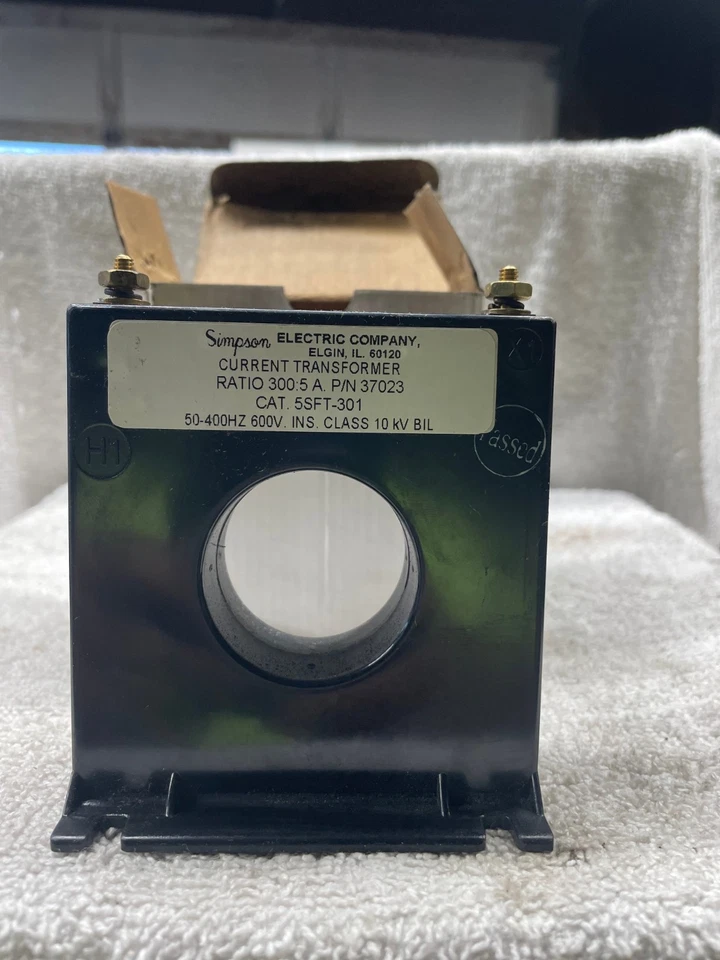 Simpson ELECTRIC COMPANY,
ELGIN, IL. 60120
CURRENT TRANSFORMER
RATIO 300:5 A. P/N 37023
CAT. 5SFT-301
50-400HZ 600V. INS. CLASS 10 kV BIL
X1
H1
Passed